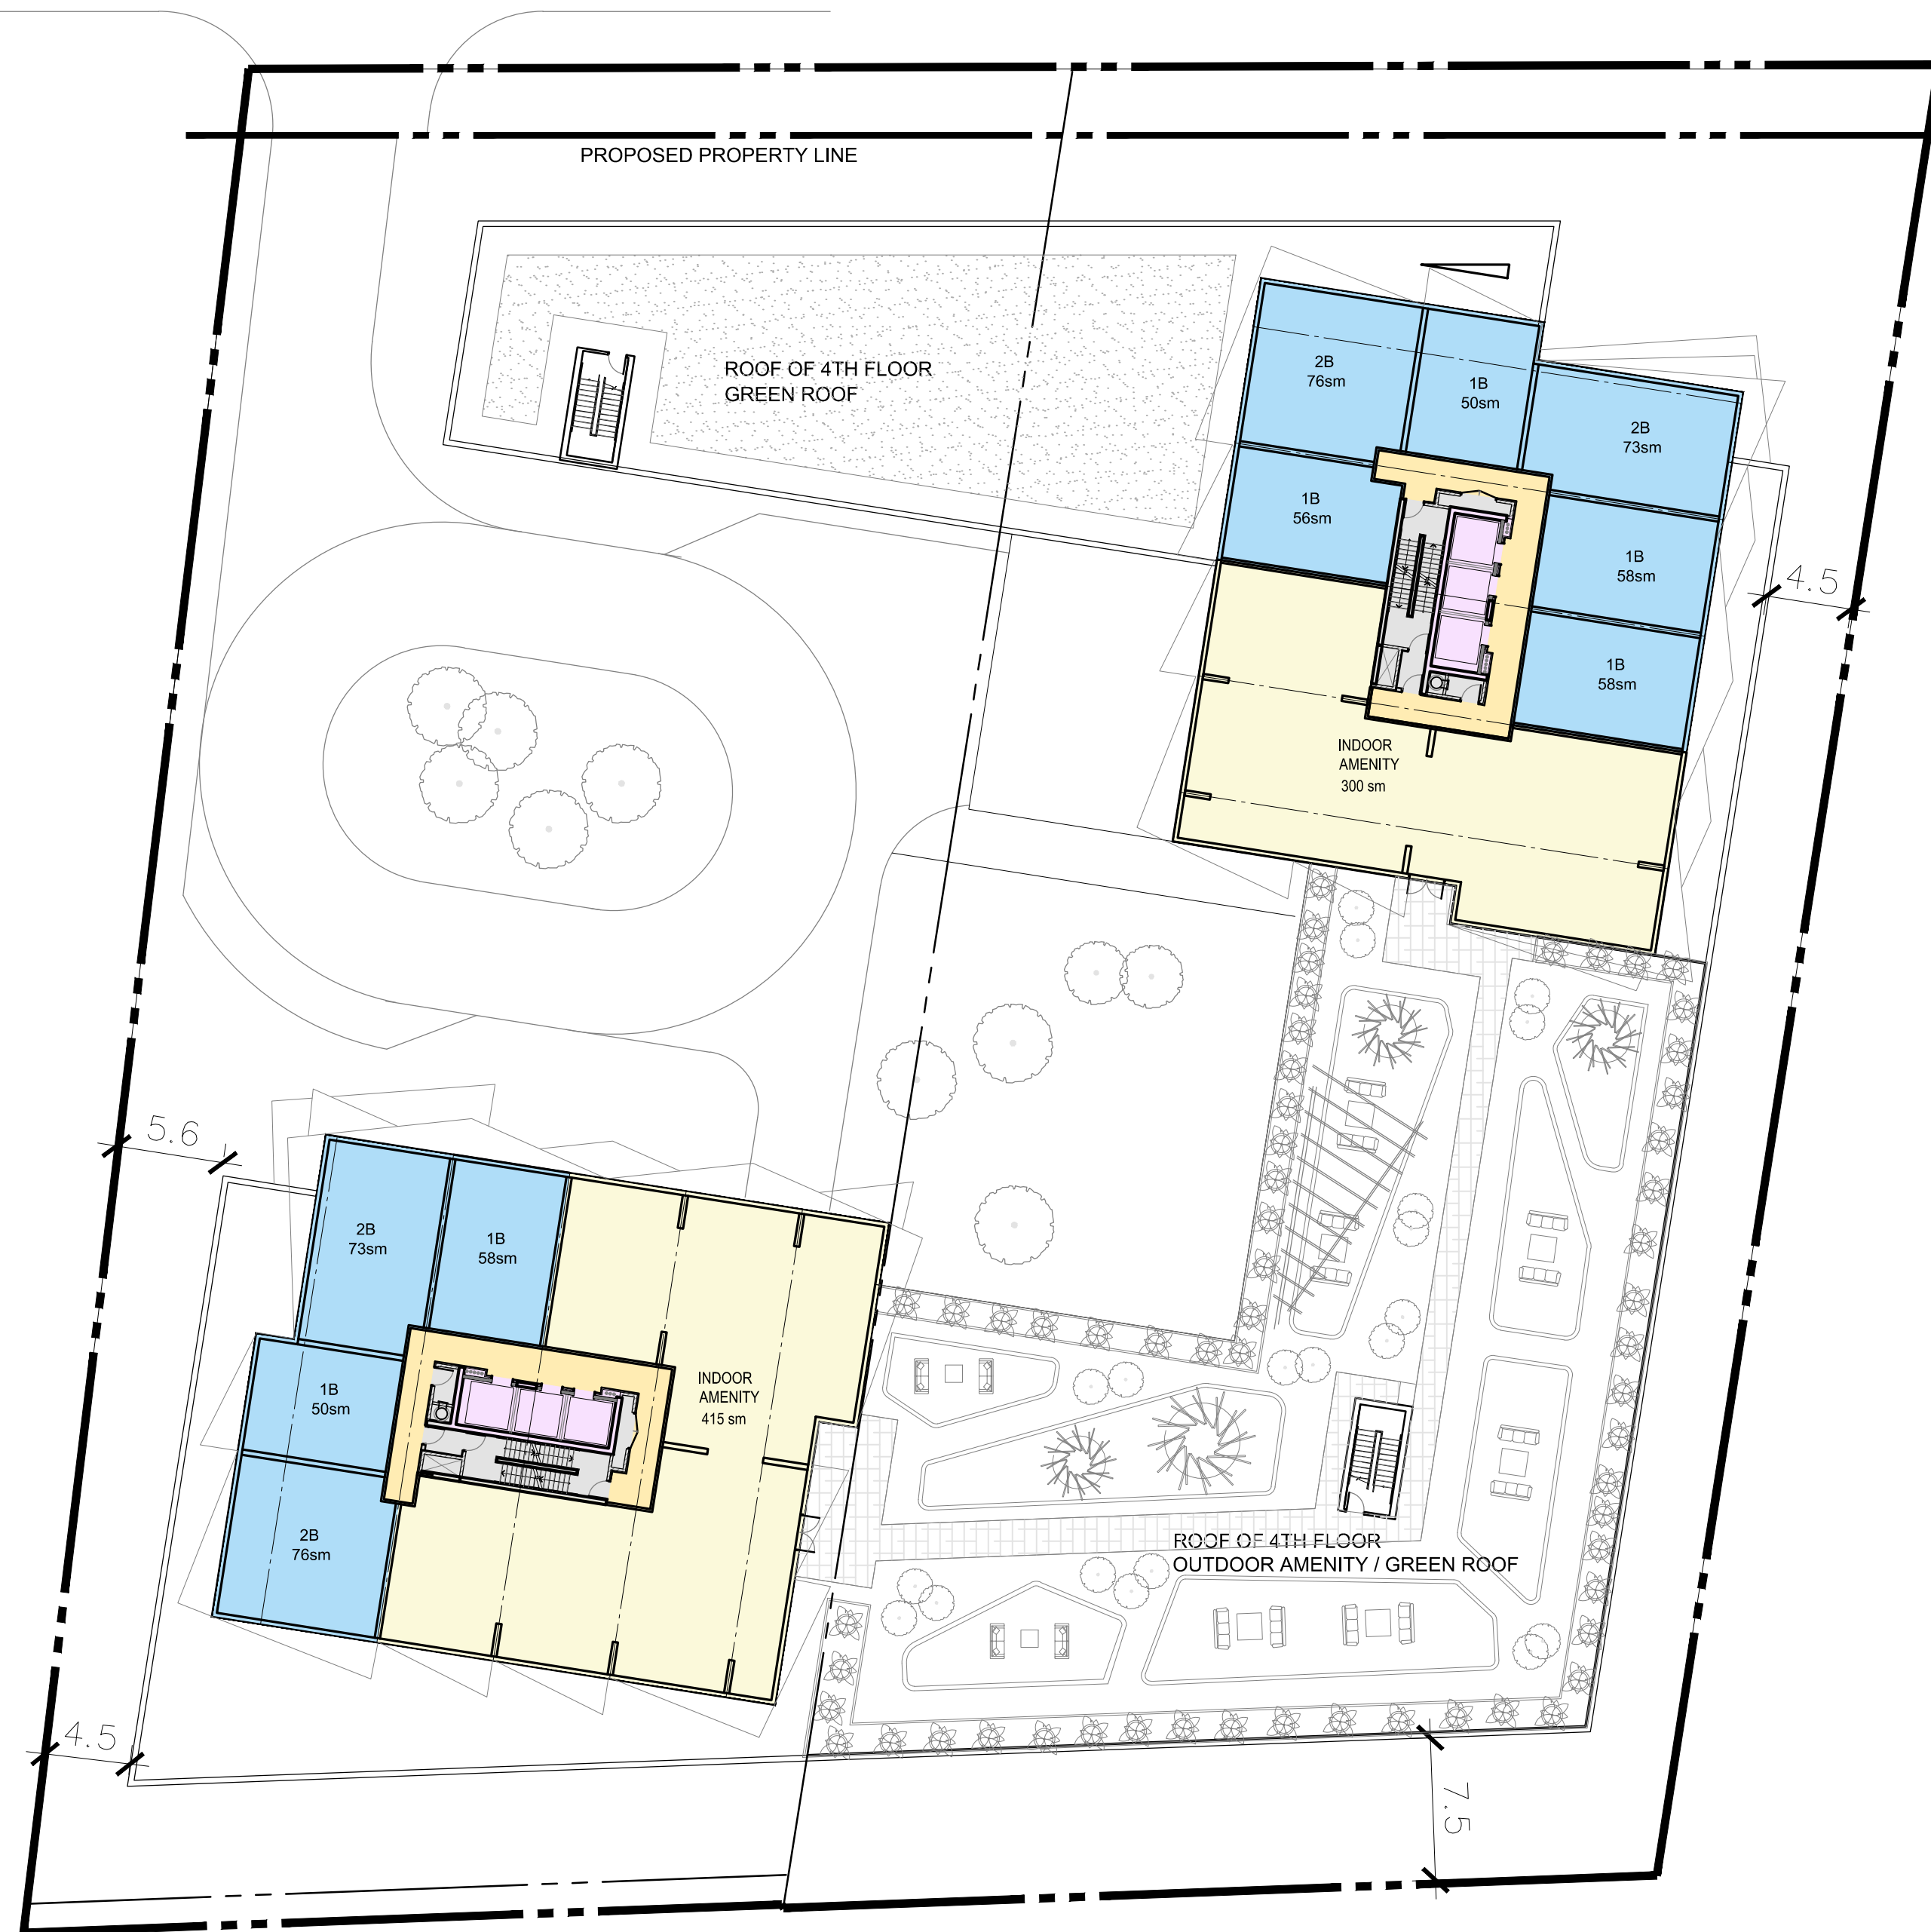 PROPOSED PROPERTY LINE
ROOF OF 4TH FLOOR
GREEN ROOF
2B
76sm
1B
50sm
2B
73sm
1B
56sm
1B
58sm
4.5
1B
58sm
INDOOR
AMENITY
300 sm
5.6
2B
73sm
1B
58sm
1B
50sm
INDOOR
AMENITY
415 sm
2B
76sm
ROOF OF 4TH FLOOR
OUTDOOR AMENITY / GREEN ROOF
4.5
7.5